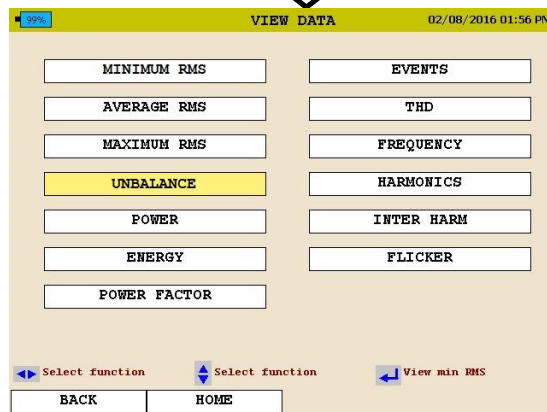 99%
VIEW DATA
02/08/2016 01:56 PM
MINIMUM RMS
AVERAGE RMS
MAXIMUM RMS
UNBALANCE
POWER
ENERGY
POWER FACTOR
EVENTS
THD
FREQUENCY
HARMONICS
INTER HARM
FLICKER
Select function
Select function
View min RMS
BACK
HOME